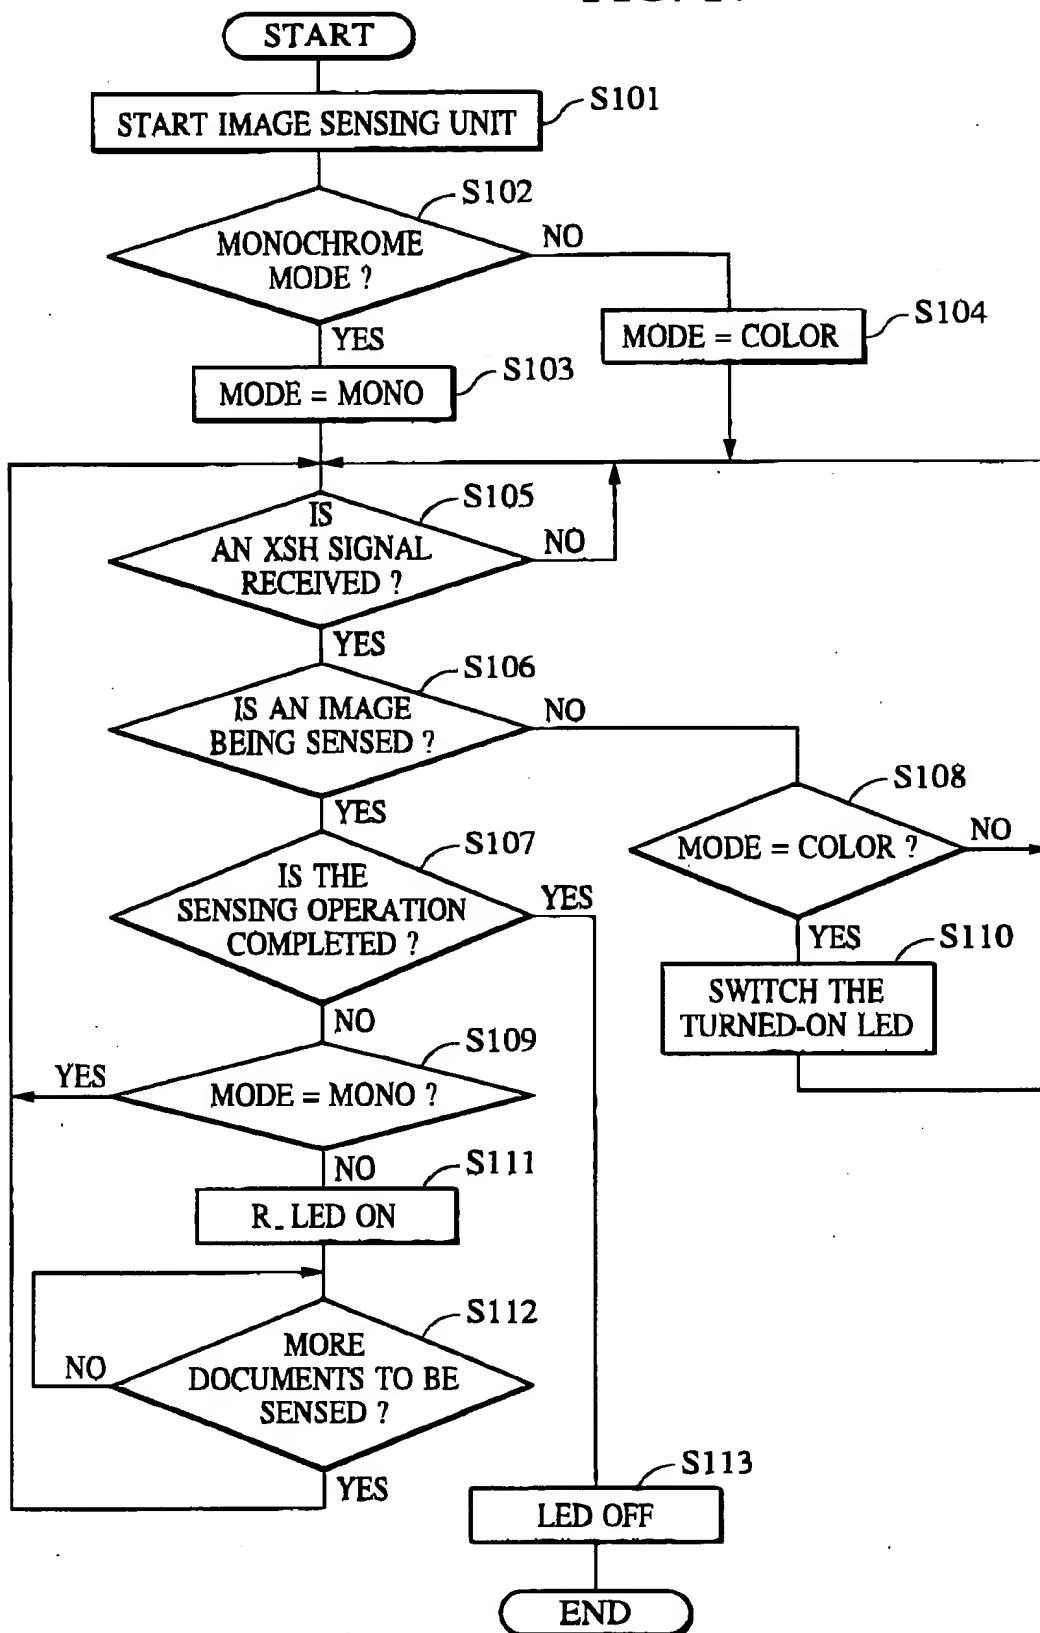 START
START IMAGE SENSING UNIT
S101
S102
MONOCHROME
MODE ?
NO
YES
MODE = COLOR
S104
MODE = MONO
S103
S105
IS
AN XSH SIGNAL
RECEIVED ?
NO
YES
S106
IS AN IMAGE
BEING SENSED ?
NO
YES
S108
MODE = COLOR ?
NO
YES
S107
IS THE
SENSING OPERATION
COMPLETED ?
YES
NO
S110
SWITCH THE
TURNED-ON LED
S109
MODE = MONO ?
YES
NO
S111
R_LED ON
S112
MORE
DOCUMENTS TO BE
SENSED ?
NO
YES
S113
LED OFF
END